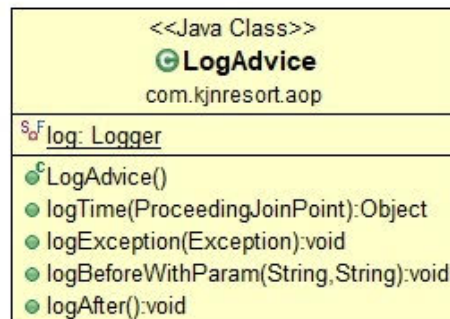 <<Java Class>>
LogAdvice
com.kjnresort.aop
log: Logger
LogAdvice()
logTime(ProceedingJoinPoint):Object
logException(Exception):void
logBeforeWithParam(String,String):void
logAfter():void